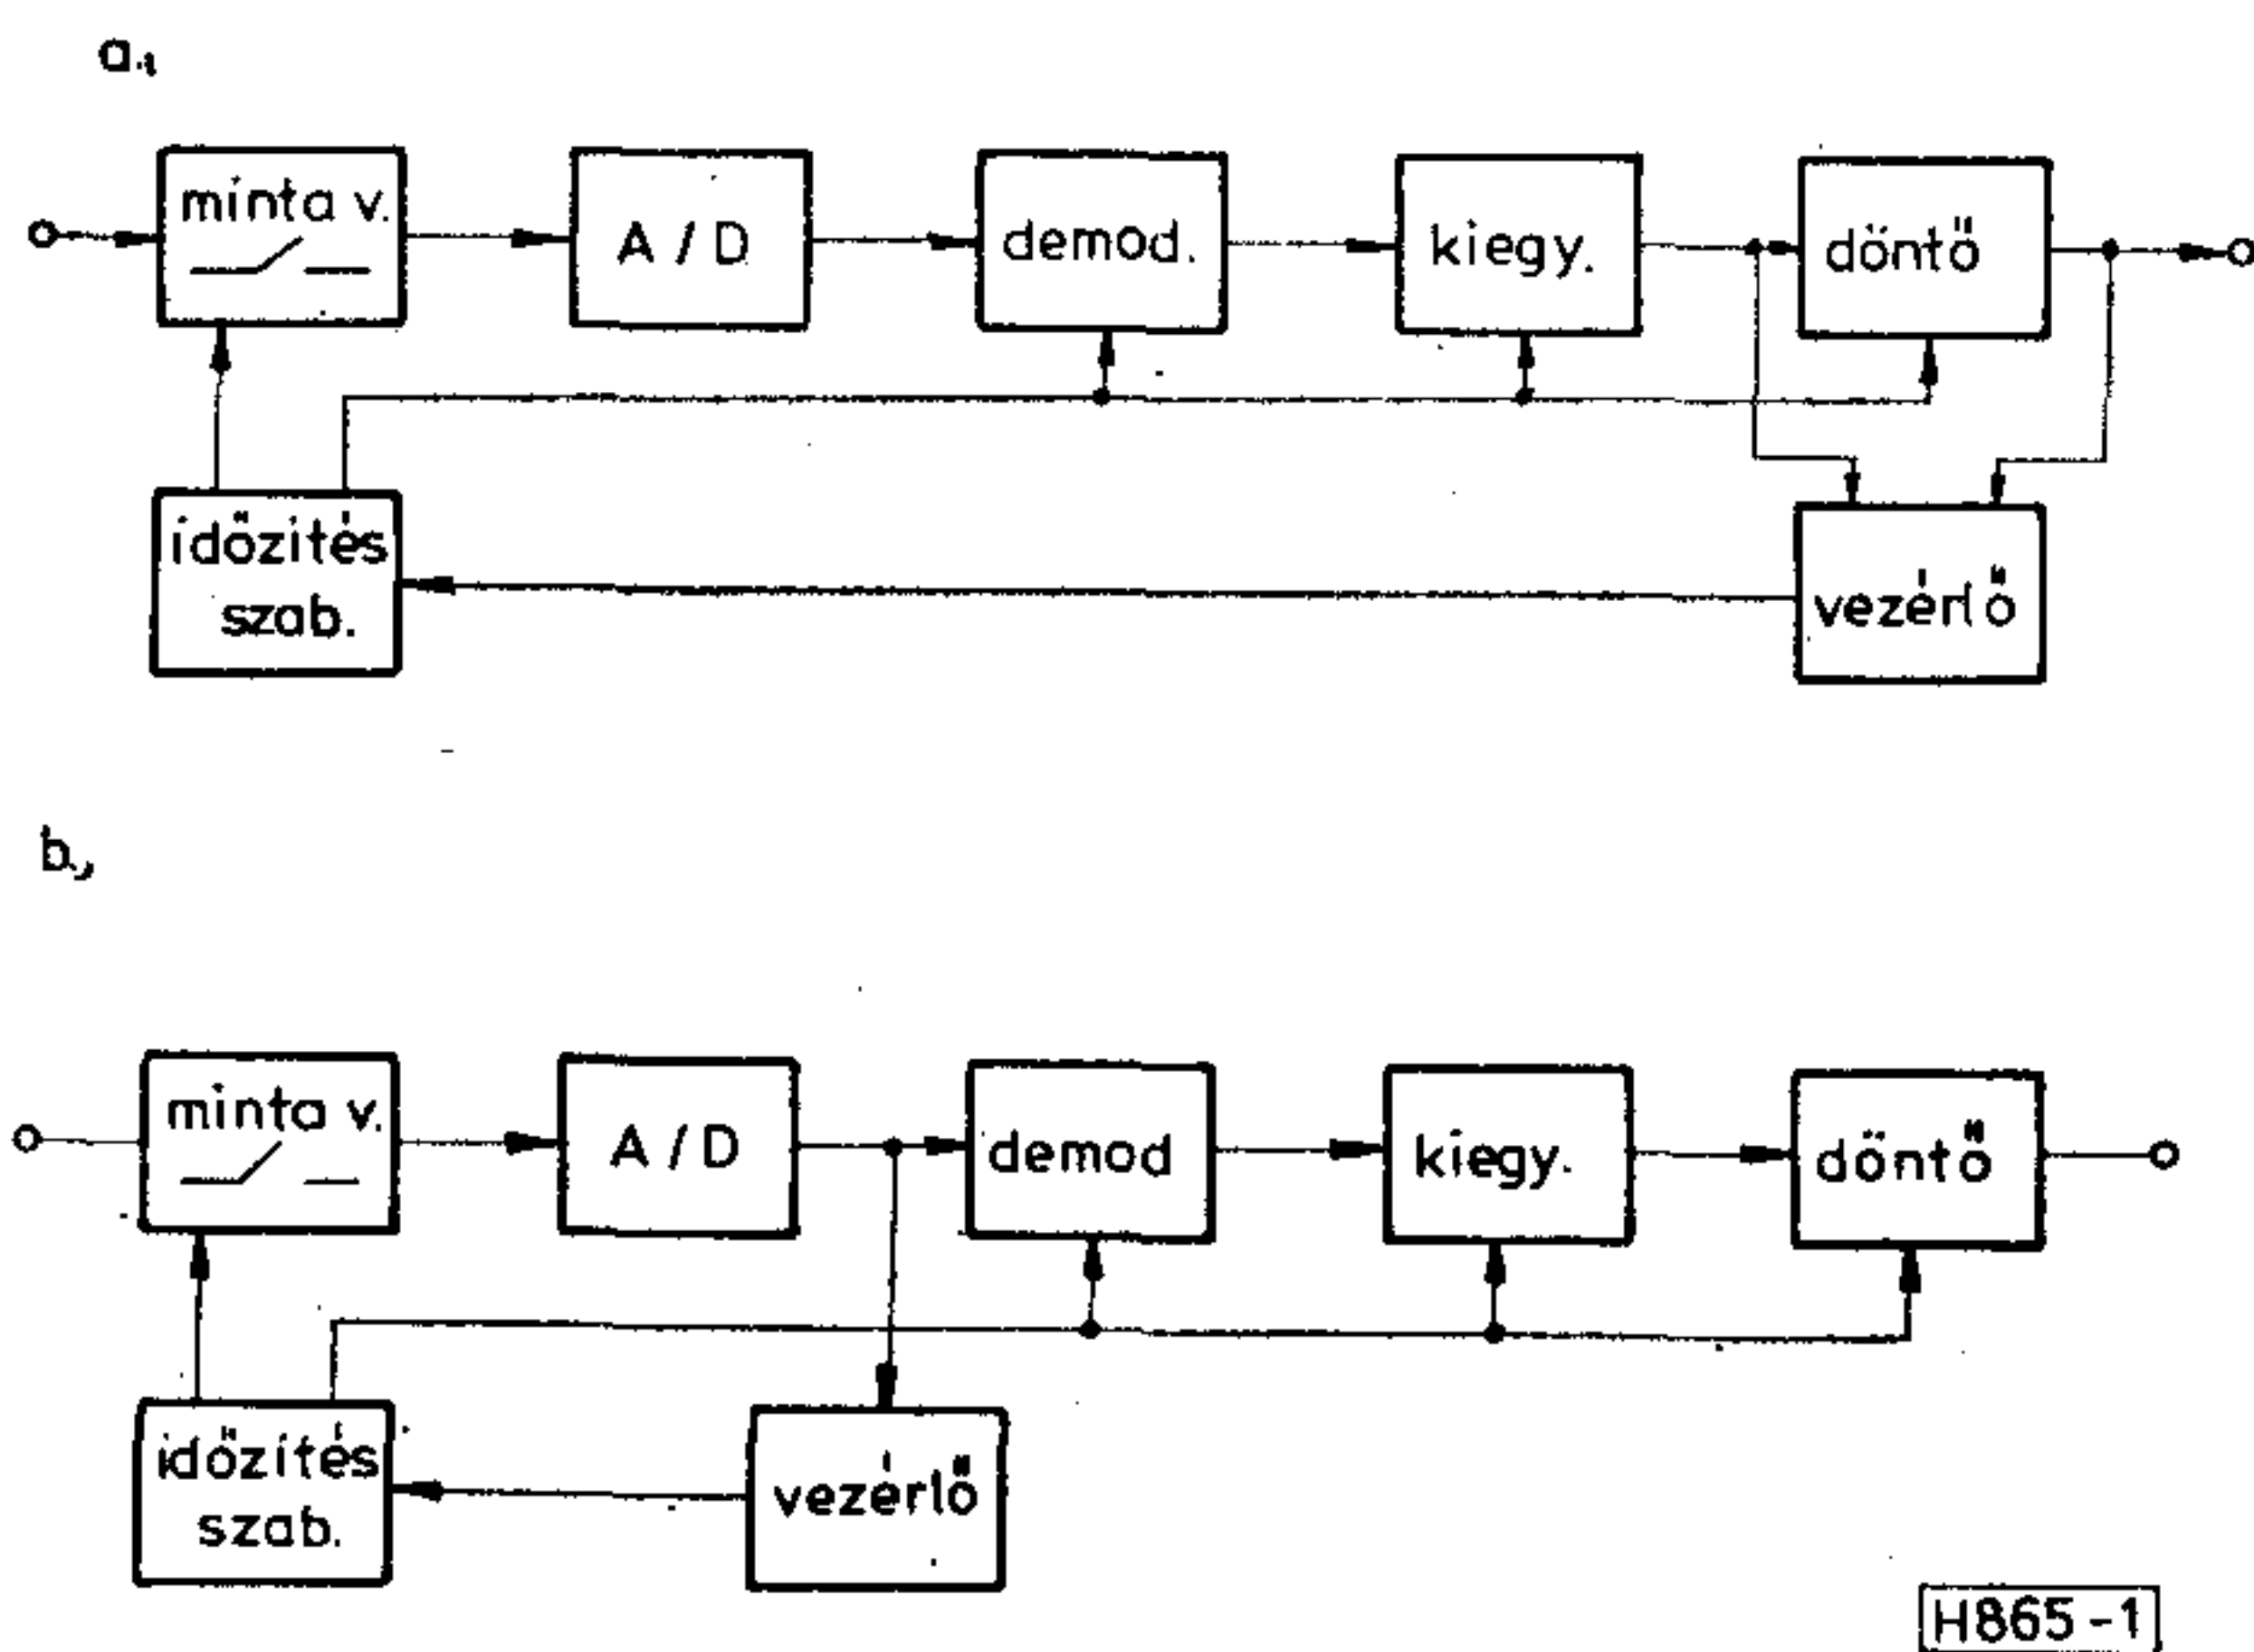 a.,
minta v.
A / D
demod.
kiegy.
döntő
időzítés
szab.
vezérlő
b.,
minta v.
A / D
demod
kiegy.
döntő
időzítés
szab.
vezérlő
H865-1